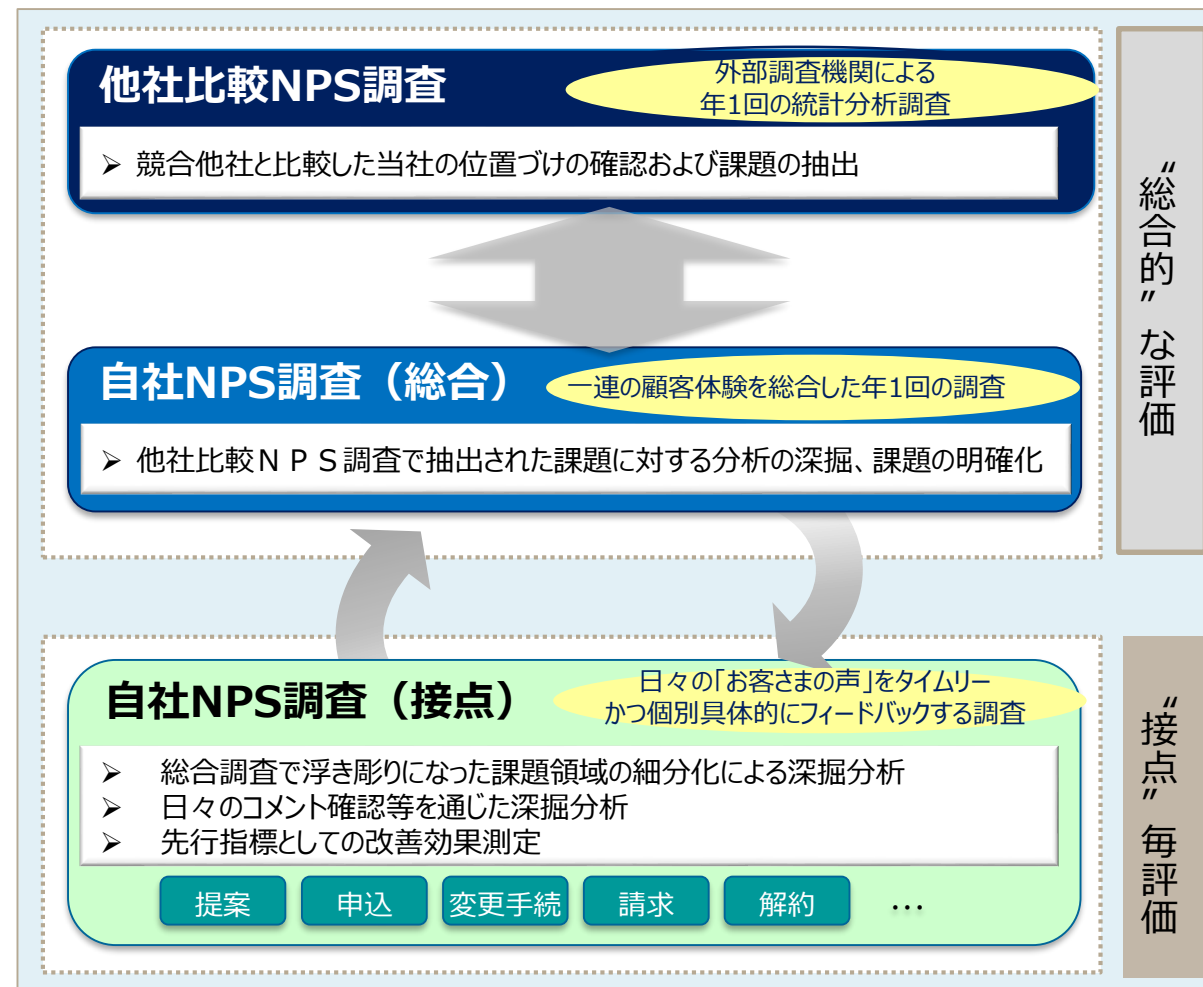 他社比較NPS調査
外部調査機関による
年1回の統計分析調査
➢ 競合他社と比較した当社の位置づけの確認および課題の抽出
自社NPS調査（総合）
一連の顧客体験を総合した年1回の調査
➢ 他社比較ＮＰＳ調査で抽出された課題に対する分析の深掘、課題の明確化
“総合的”な評価
自社NPS調査（接点）
日々の「お客さまの声」をタイムリー
かつ個別具体的にフィードバックする調査
➢ 総合調査で浮き彫りになった課題領域の細分化による深掘分析
➢ 日々のコメント確認等を通じた深掘分析
➢ 先行指標としての改善効果測定
提案 申込 変更手続 請求 解約 …
“接点”毎評価